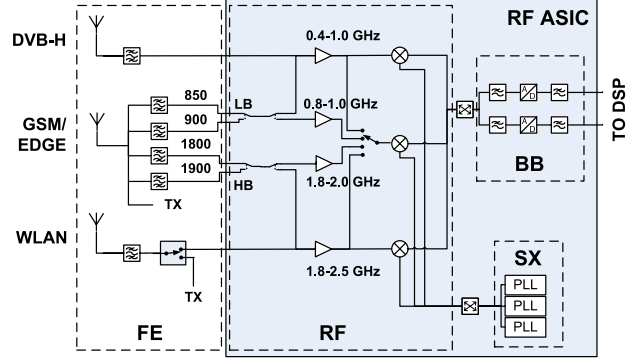 RF ASIC
DVB-H
0.4-1.0 GHz
850
LB
0.8-1.0 GHz
900
GSM/
EDGE
1800
1900
HB
1.8-2.0 GHz
TX
WLAN
TX
1.8-2.5 GHz
FE
RF
A/D
A/D
BB
TO DSP
SX
PLL
PLL
PLL